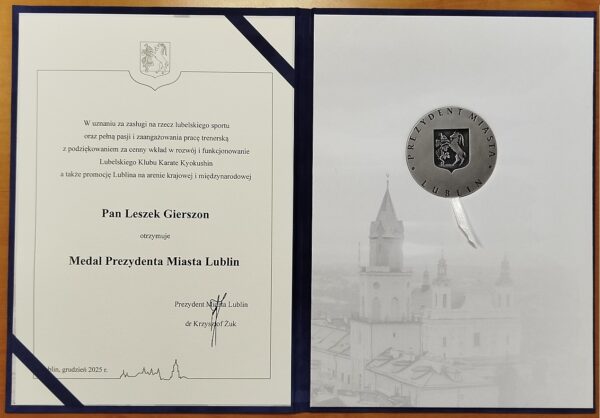 W uznaniu za zasługi na rzecz lubelskiego sportu
oraz pełną pasji i zaangażowania pracę trenerską
z podziękowaniem za cenny wkład w rozwój i funkcjonowanie
Lubelskiego Klubu Karate Kyokushin
a także promocję Lublina na arenie krajowej i międzynarodowej
Pan Leszek Gierszon
otrzymuje
Medal Prezydenta Miasta Lublin
Prezydent Miasta Lublin
dr Krzysztof Żuk
grudzień 2025 r.
PREZYDENT MIASTA
LUBLIN